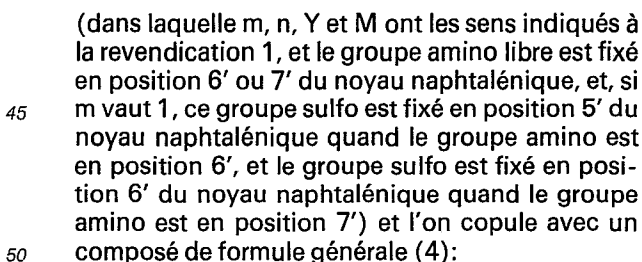 (dans laquelle m, n, Y et M ont les sens indiqués à
la revendication 1, et le groupe amino libre est fixé
en position 6' ou 7' du noyau naphtalénique, et, si
45 m vaut 1, ce groupe sulfo est fixé en position 5' du
noyau naphtalénique quand le groupe amino est
en position 6', et le groupe sulfo est fixé en posi-
tion 6' du noyau naphtalénique quand le groupe
amino est en position 7') et l'on copule avec un
50 composé de formule générale (4):